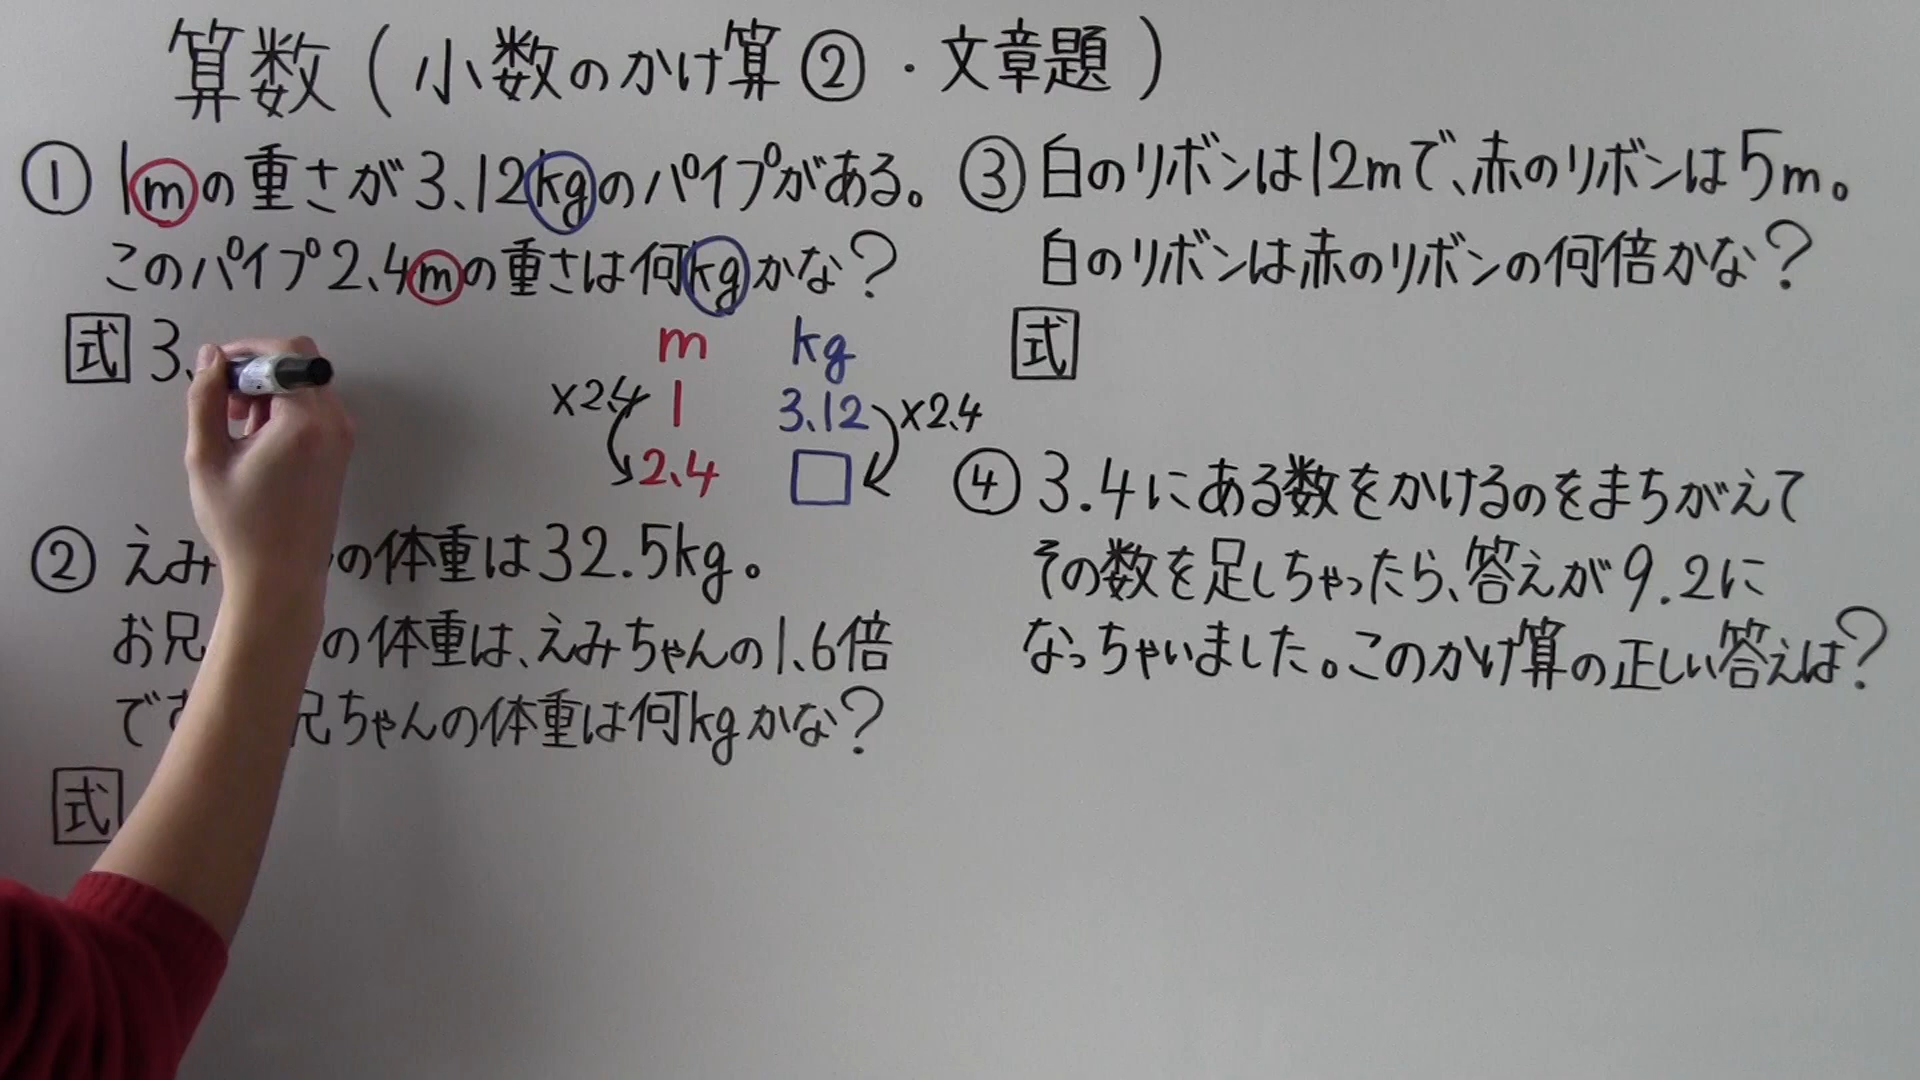 算数(小数のかけ算②・文章題)
① 1mの重さが3.12kgのパイプがある。
このパイプ2.4mの重さは何kgかな?
式 3.
m kg
×2.4 1 3.12 ×2.4
2.4 □
② えみ の体重は32.5kg。
お兄 の体重は、えみちゃんの1.6倍
で 兄ちゃんの体重は何kgかな?
式
③ 白のリボンは12mで、赤のリボンは5m。
白のリボンは赤のリボンの何倍かな?
式
④ 3.4にある数をかけるのをまちがえて
その数を足しちゃったら、答えが9.2に
なっちゃいました。このかけ算の正しい答えは?